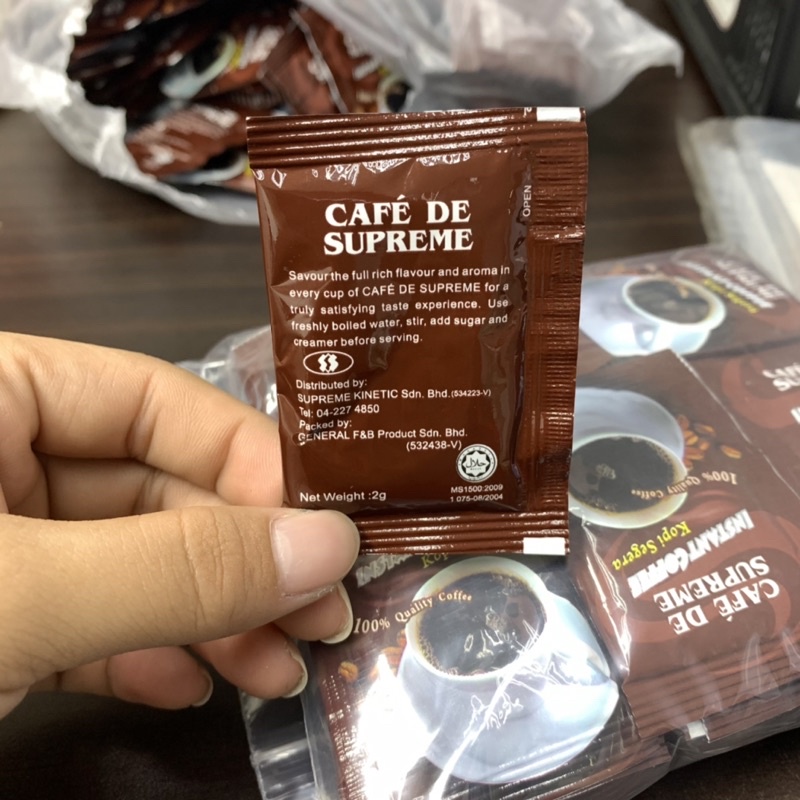 OPEN
CAFÉ DE
SUPREME
Savour the full rich flavour and aroma in
every cup of CAFÉ DE SUPREME for a
truly satisfying taste experience. Use
freshly boiled water, stir, add sugar and
creamer before serving.
Distributed by:
SUPREME KINETIC Sdn. Bhd.(534223-V)
Tel: 04-227 4850
Packed by:
GENERAL F&B Product Sdn. Bhd.
(532438-V)
MS1500:2009
1 075-08/2004
Net Weight :2g
100% Quality Coffee
INSTANT COFFEE
Kopi Segera
CAFÉ DE
SUPREME
100% Quality Coffee